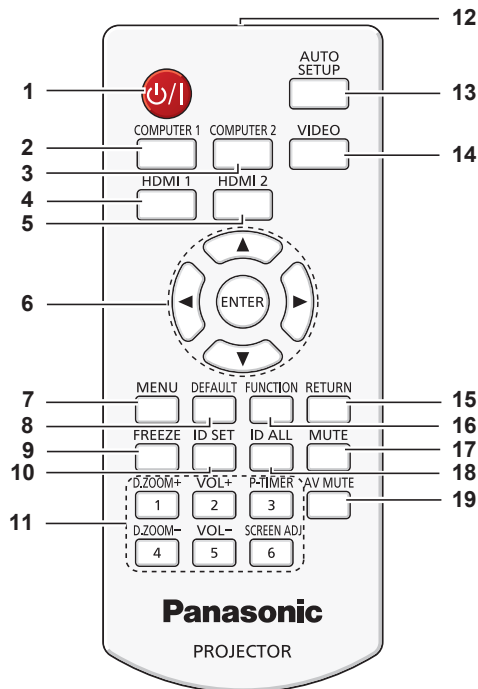 12
AUTO
SETUP
1
⏻/I
13
COMPUTER 1 COMPUTER 2 VIDEO
2
14
3
HDMI 1 HDMI 2
4
5
6
ENTER
MENU DEFAULT FUNCTION RETURN
7
15
8
16
FREEZE ID SET ID ALL MUTE
9
17
10
18
D.ZOOM+ VOL+ P-TIMER AV MUTE
11
1 2 3
19
D.ZOOM- VOL- SCREEN ADJ
4 5 6
Panasonic
PROJECTOR